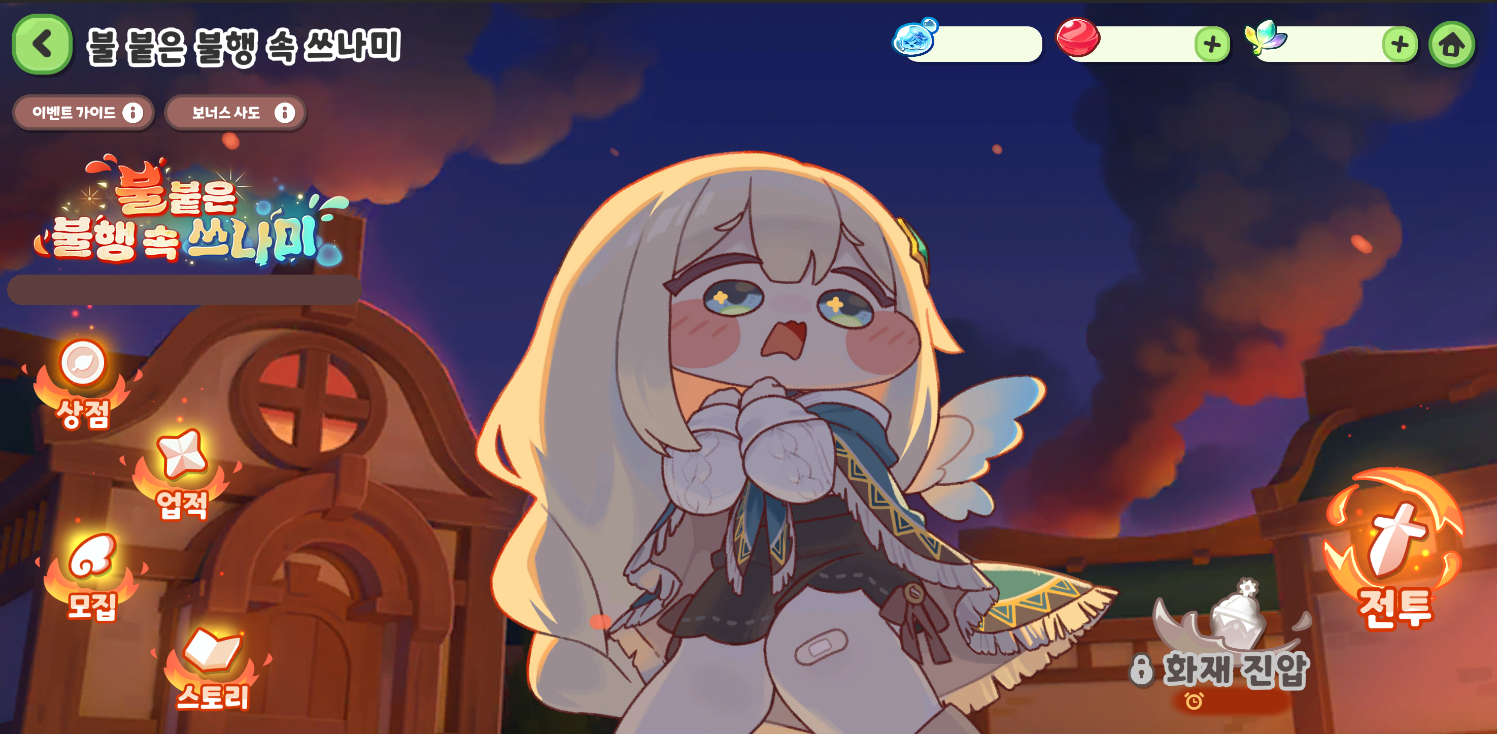 불 붙은 불행 속 쓰나미
이벤트 가이드
보너스 사도
불붙은
불행 속 쓰나미
상점
업적
모집
스토리
전투
화재 진압